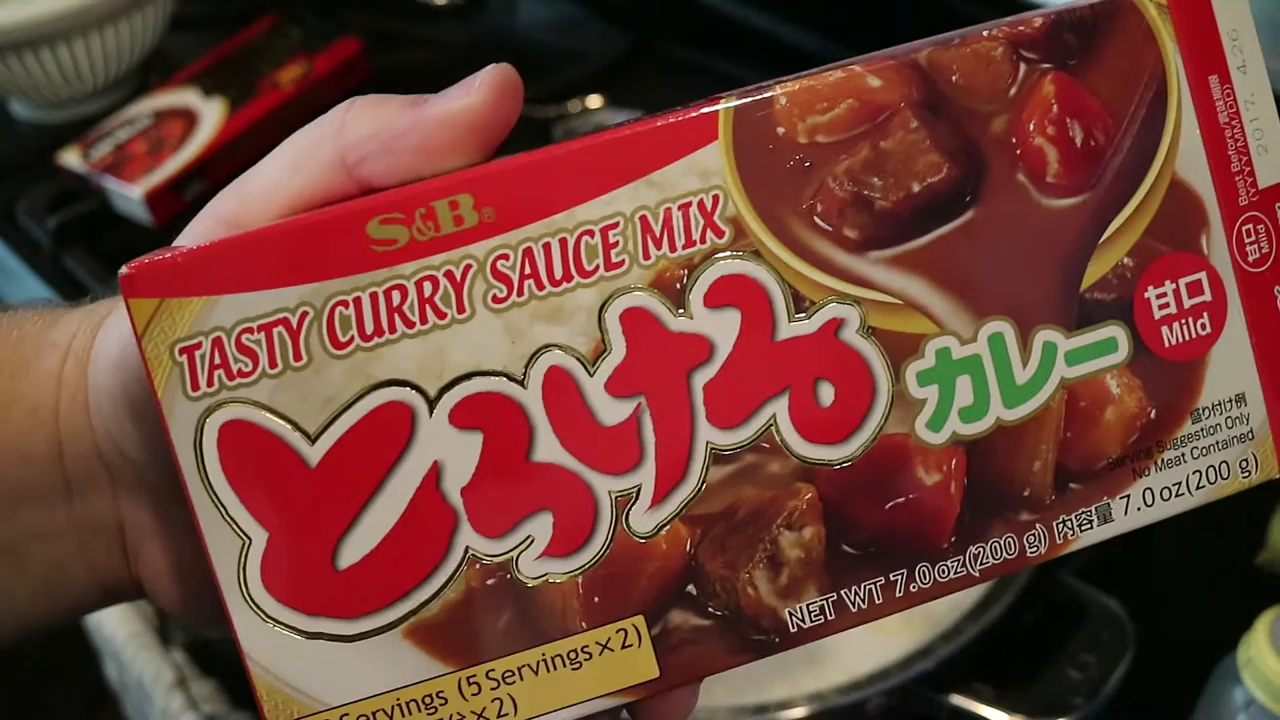 S&B®
TASTY CURRY SAUCE MIX
とろける
カレー
甘口
Mild
盛り付け例
Serving Suggestion Only
No Meat Contained
NET WT 7.0 oz (200 g) 内容量 7.0 oz (200 g)
Servings (5 Servings×2)
×2)
Best Before/賞味期限
(YYYY/MM/DD)
2017. 4.26
甘口
Mild